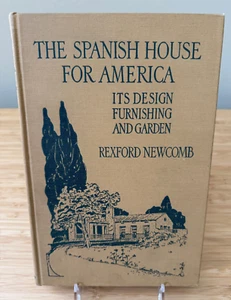 THE SPANISH HOUSE
FOR AMERICA
ITS DESIGN
FURNISHING
AND GARDEN
REXFORD NEWCOMB